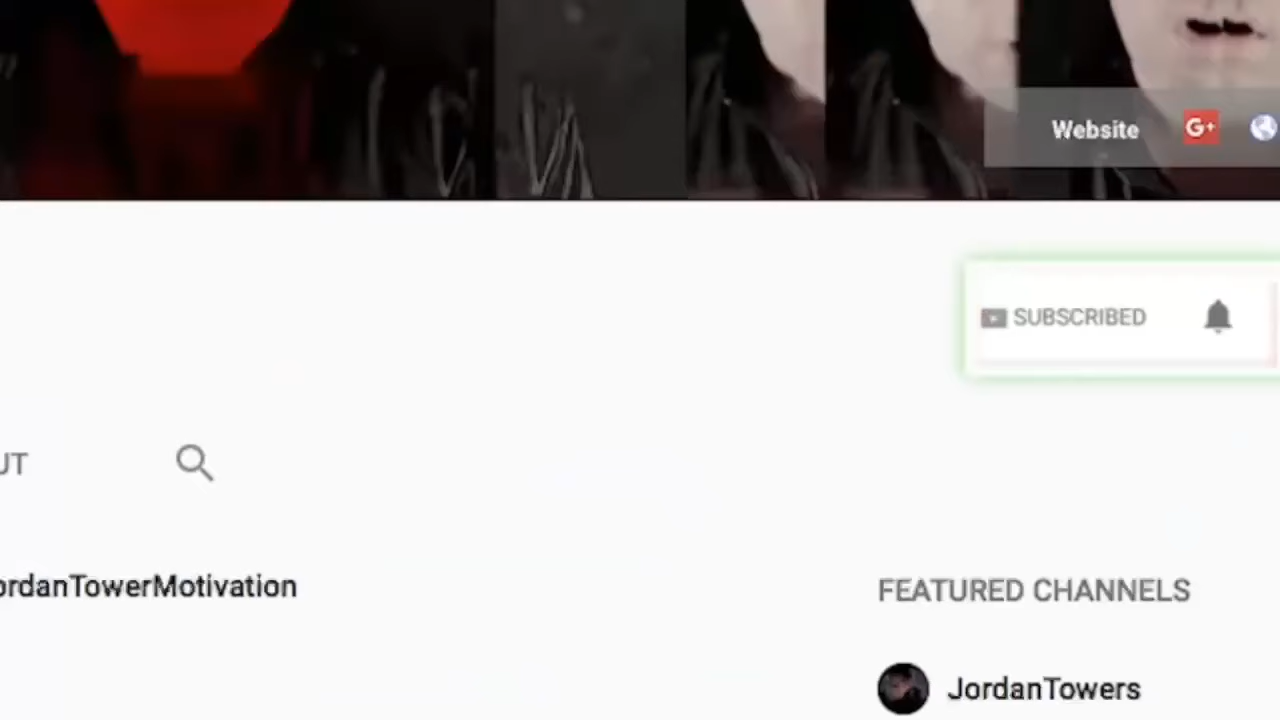 Website G+
SUBSCRIBED
UT
ordanTowerMotivation
FEATURED CHANNELS
JordanTowers